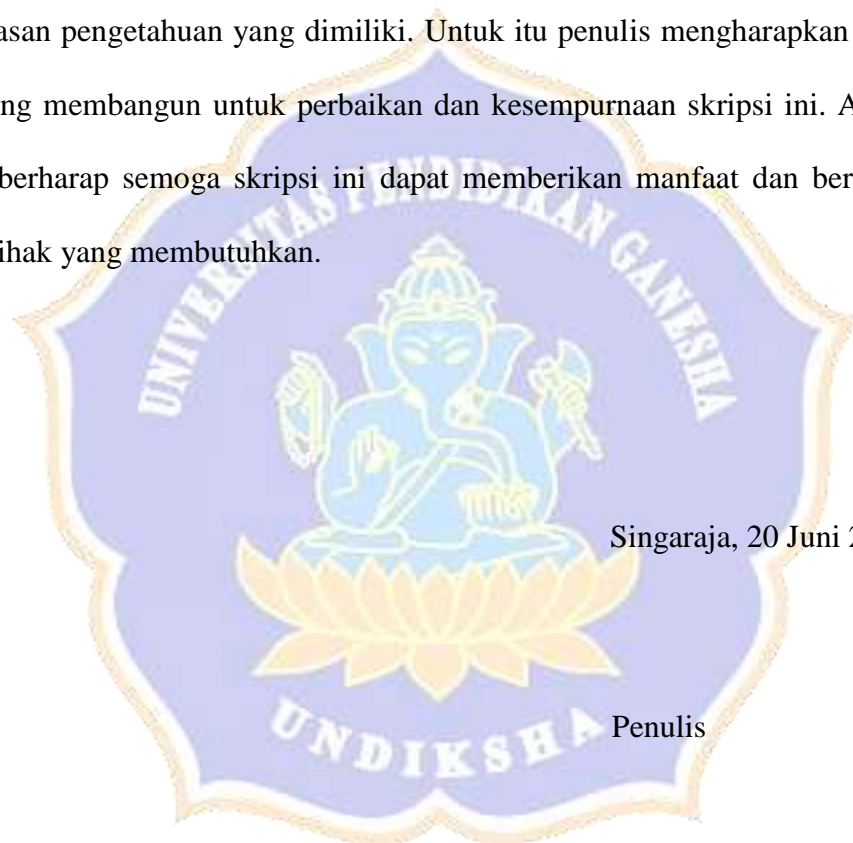 asan pengetahuan yang dimiliki. Untuk itu penulis mengharapkan
ng membangun untuk perbaikan dan kesempurnaan skripsi ini. A
berharap semoga skripsi ini dapat memberikan manfaat dan ber
ihak yang membutuhkan.
UNIVERSITAS PENDIDIKAN GANESHA
Singaraja, 20 Juni 2
Penulis
UNDIKSHA